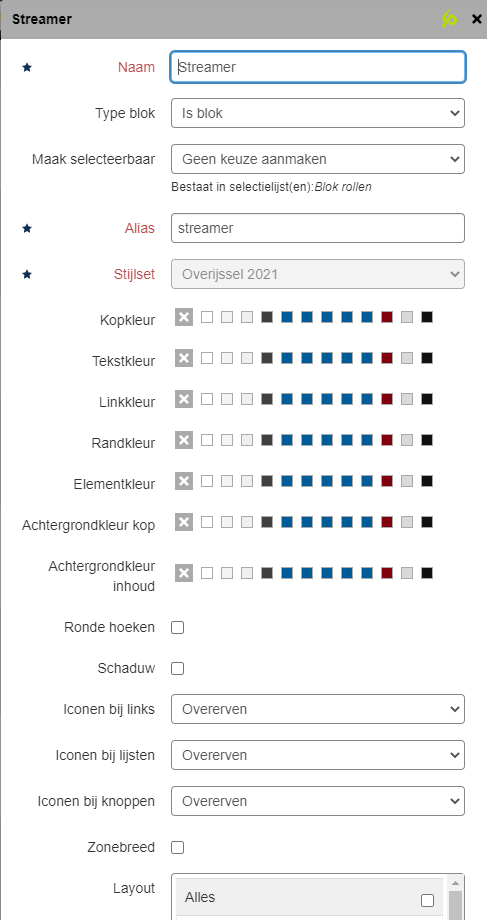 Streamer
Naam
Streamer
Type blok
Is blok
Maak selecteerbaar
Geen keuze aanmaken
Bestaat in selectielijst(en):Blok rollen
Alias
streamer
Stijlset
Overijssel 2021
Kopkleur
Tekstkleur
Linkkleur
Randkleur
Elementkleur
Achtergrondkleur kop
Achtergrondkleur
inhoud
Ronde hoeken
Schaduw
Iconen bij links
Overerven
Iconen bij lijsten
Overerven
Iconen bij knoppen
Overerven
Zonebreed
Layout
Alles